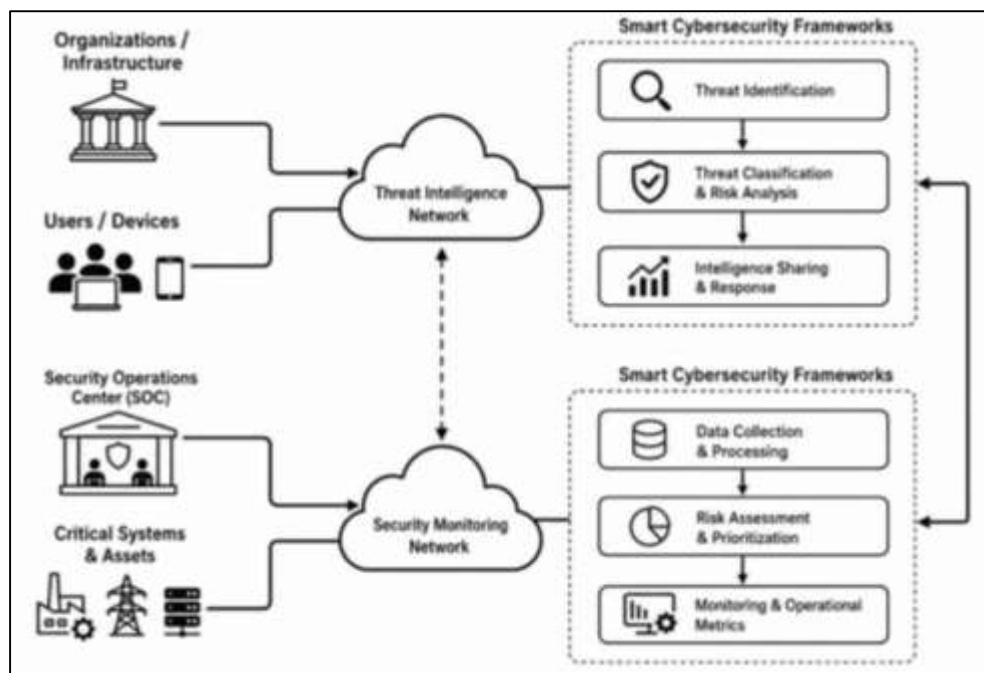 Organizations /
Infrastructure
Users / Devices
Threat Intelligence
Network
Smart Cybersecurity Frameworks
Threat Identification
Threat Classification
& Risk Analysis
Intelligence Sharing
& Response
Security Operations
Center (SOC)
Critical Systems
& Assets
Security Monitoring
Network
Smart Cybersecurity Frameworks
Data Collection
& Processing
Risk Assessment
& Prioritization
Monitoring & Operational
Metrics